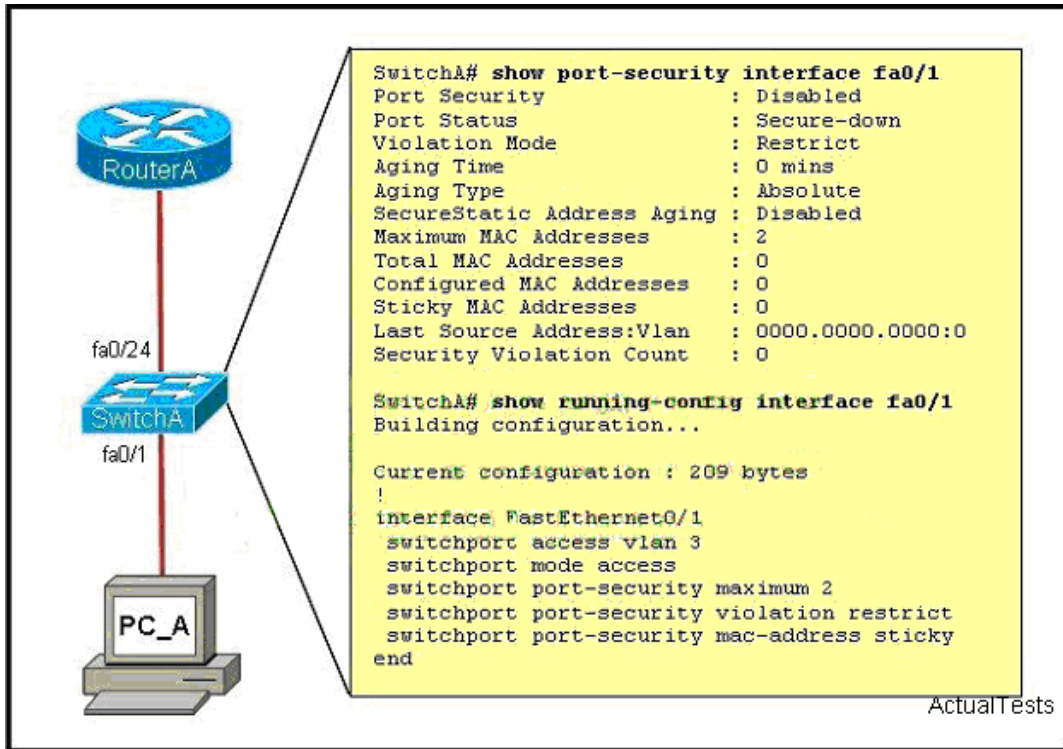 SwitchA# show port-security interface fa0/1
Port Security : Disabled
Port Status : Secure-down
Violation Mode : Restrict
Aging Time : 0 mins
Aging Type : Absolute
SecureStatic Address Aging : Disabled
Maximum MAC Addresses : 2
Total MAC Addresses : 0
Configured MAC Addresses : 0
Sticky MAC Addresses : 0
Last Source Address:Vlan : 0000.0000.0000:0
Security Violation Count : 0
SwitchA# show running-config interface fa0/1
Building configuration...
Current configuration : 209 bytes
!
interface FastEthernet0/1
switchport access vlan 3
switchport mode access
switchport port-security maximum 2
switchport port-security violation restrict
switchport port-security mac-address sticky
end
RouterA
fa0/24
SwitchA
fa0/1
PC_A
ActualTests